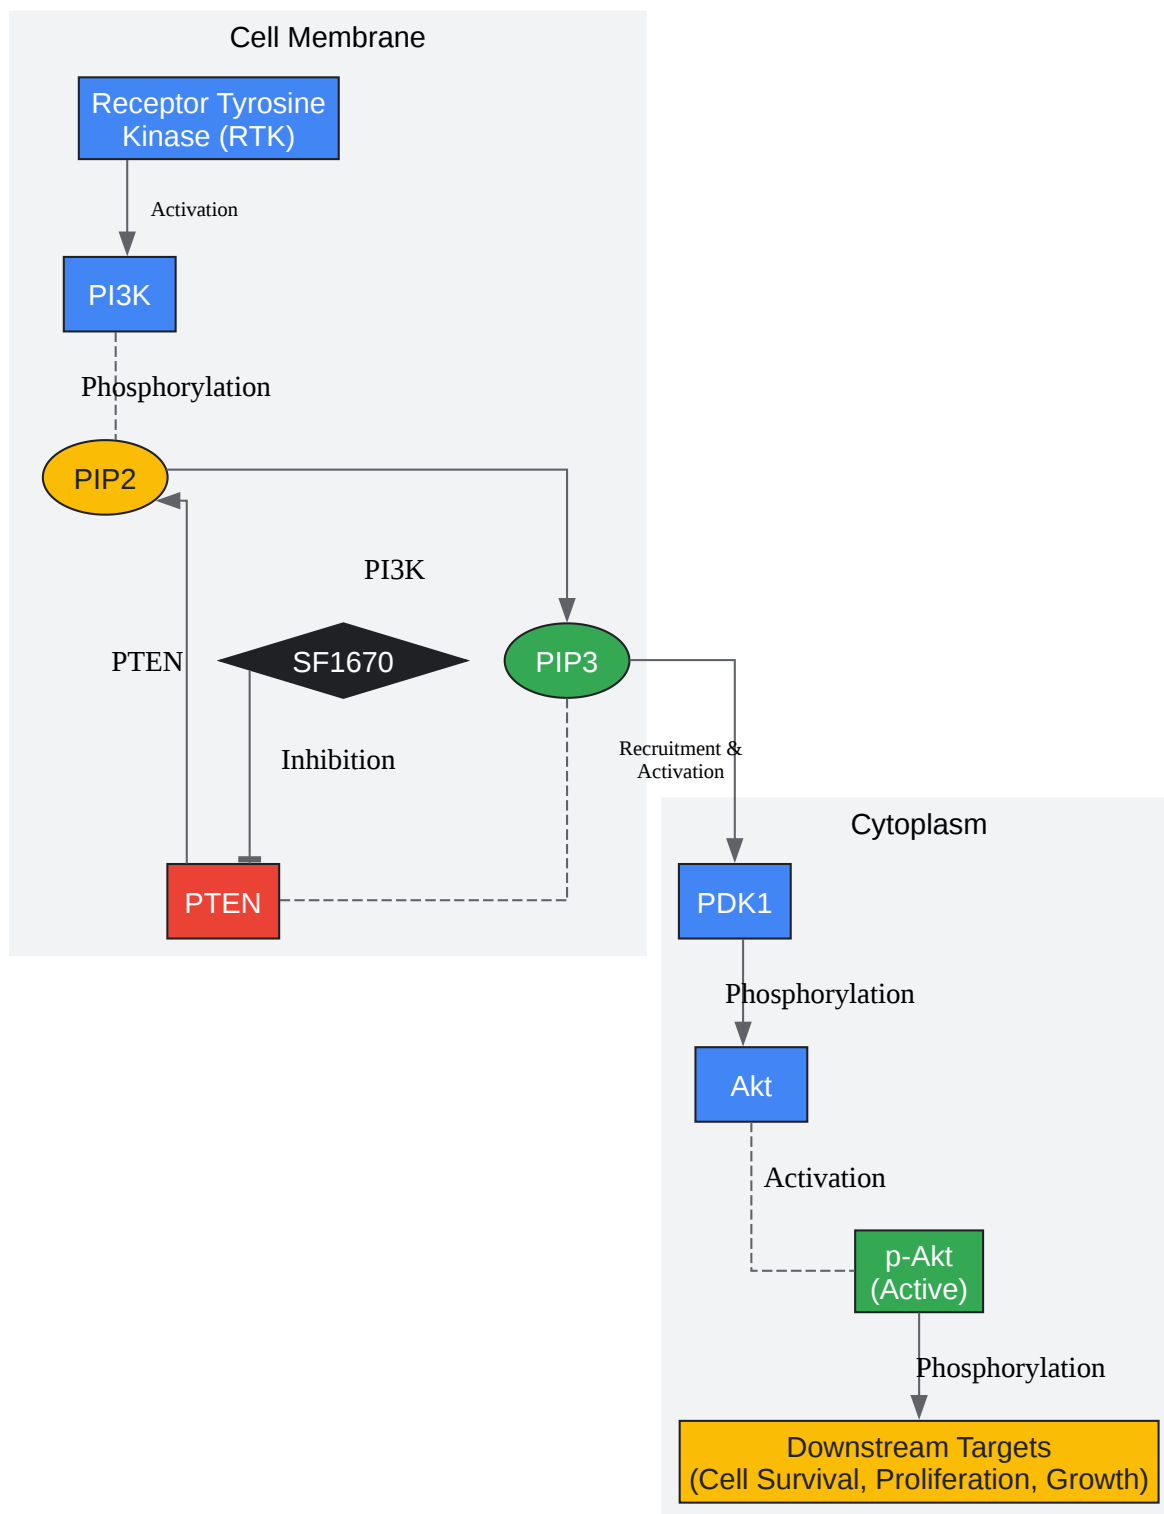 Cell Membrane
Receptor Tyrosine
Kinase (RTK)
Activation
PI3K
Phosphorylation
PIP2
PI3K
PTEN
SF1670
PIP3
Inhibition
Recruitment &
Activation
Cytoplasm
PTEN
PDK1
Phosphorylation
Akt
Activation
p-Akt
(Active)
Phosphorylation
Downstream Targets
(Cell Survival, Proliferation, Growth)